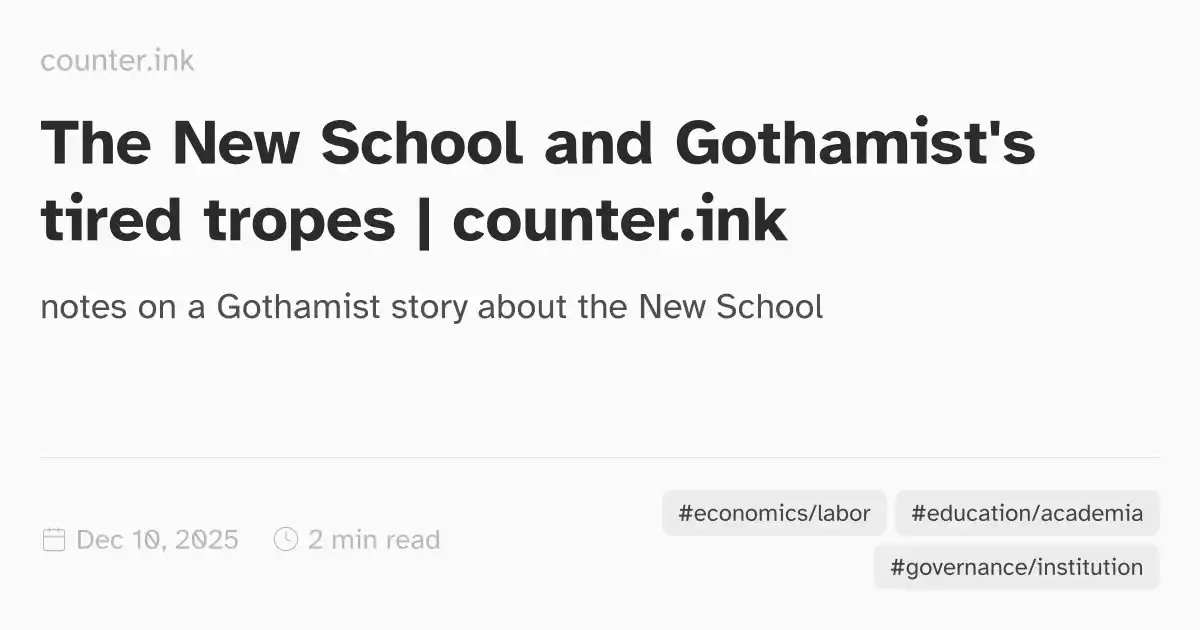 counter.ink
The New School and Gothamist's
tired tropes | counter.ink
notes on a Gothamist story about the New School
Dec 10, 2025
2 min read
#economics/labor
#education/academia
#governance/institution